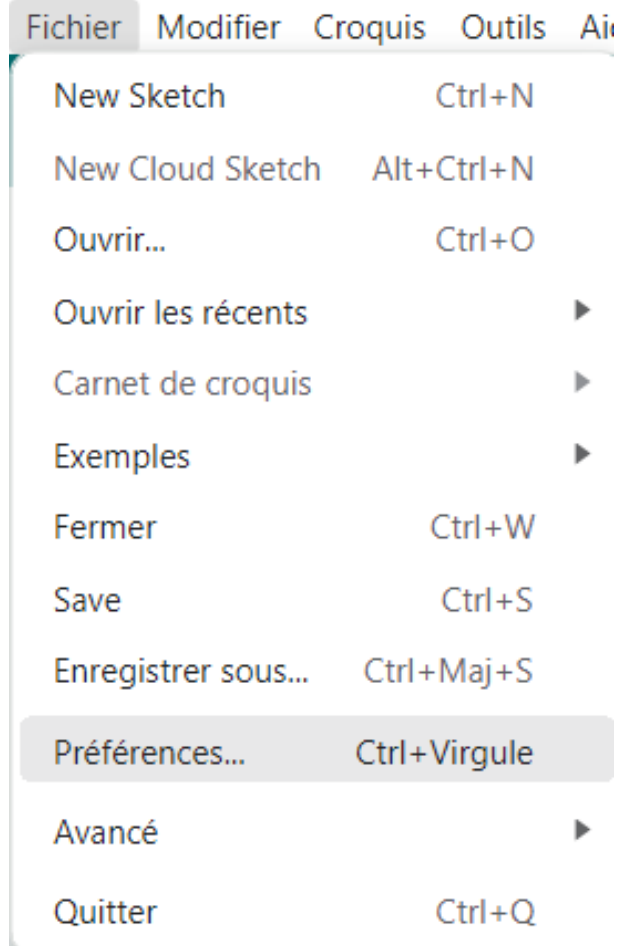 Fichier Modifier Croquis Outils
New Sketch Ctrl+N
New Cloud Sketch Alt+Ctrl+N
Ouvrir... Ctrl+O
Ouvrir les récents
Carnet de croquis
Exemples
Fermer Ctrl+W
Save Ctrl+S
Enregistrer sous... Ctrl+Maj+S
Préférences... Ctrl+Virgule
Avancé
Quitter Ctrl+Q